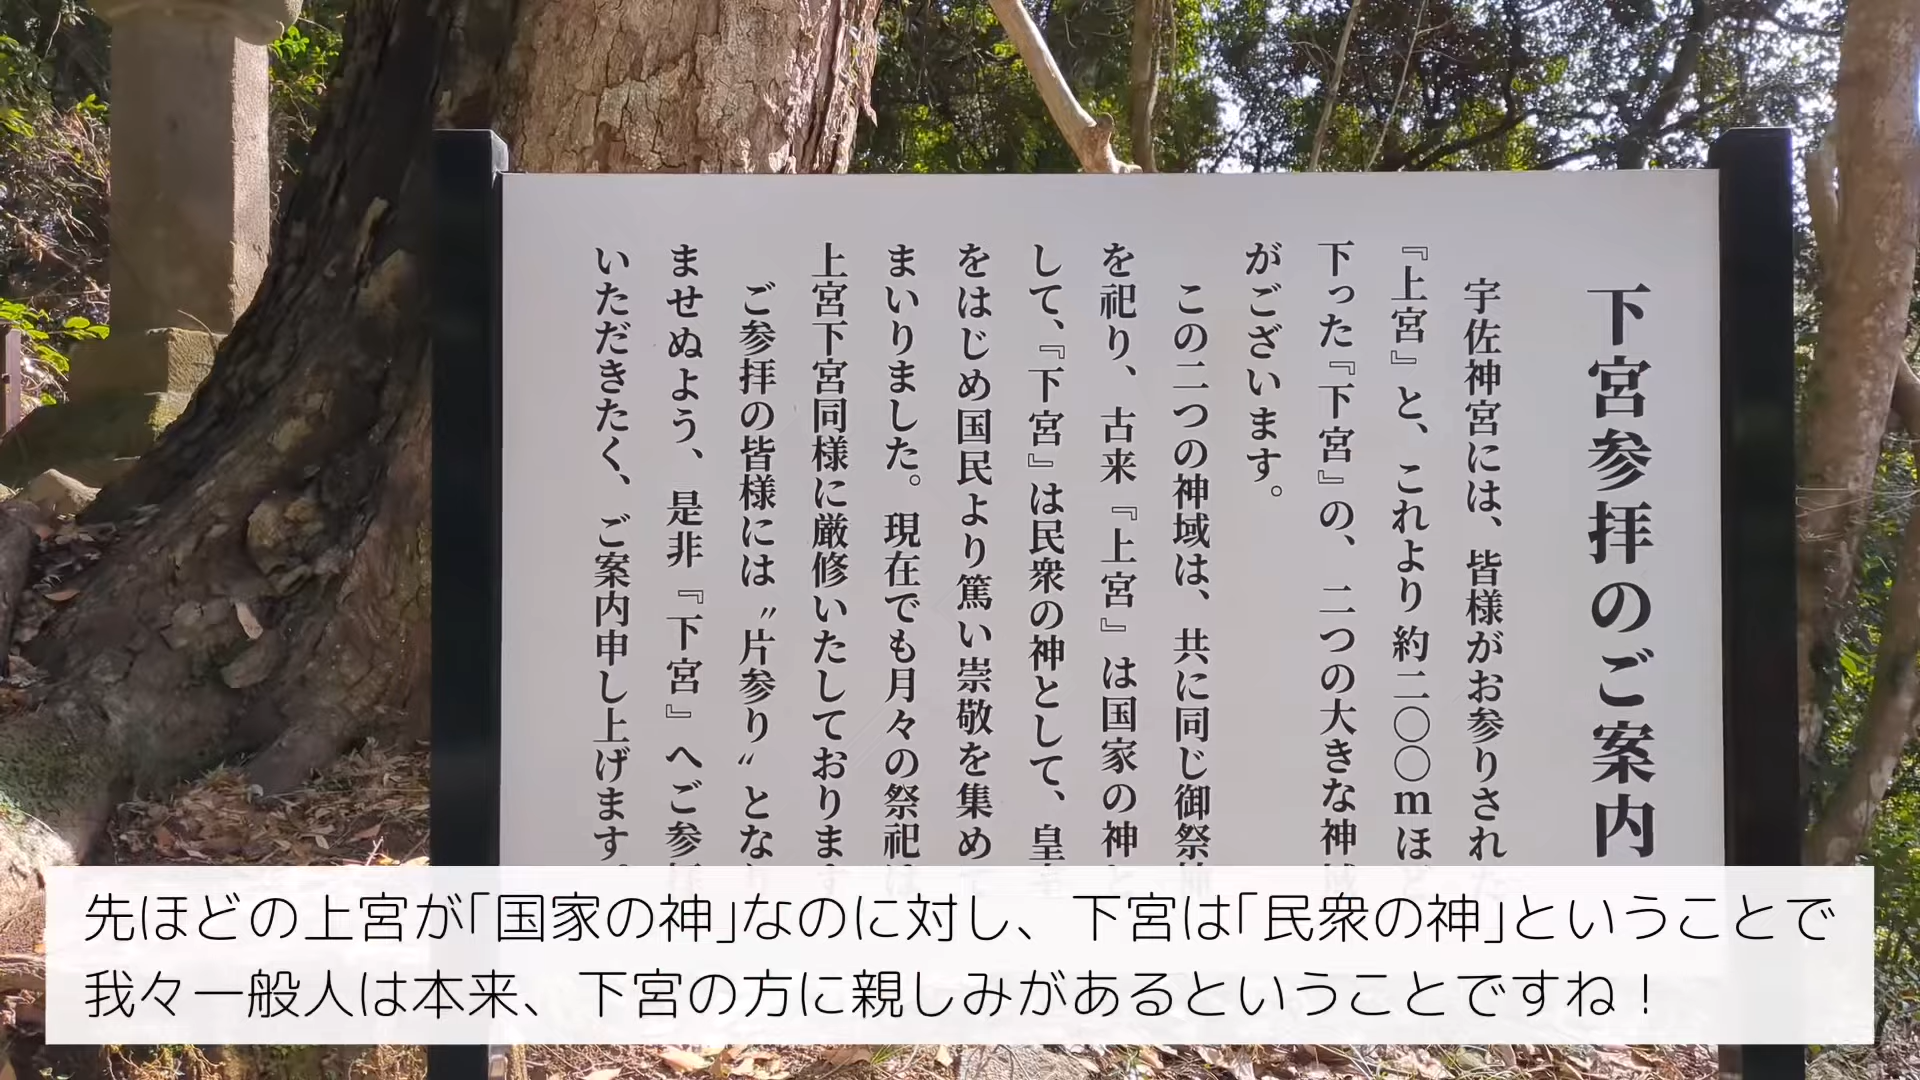 下宮参拝のご案内
宇佐神宮には、皆様がお参りされ
『上宮』と、これより約二〇〇mほ
下った『下宮』の、二つの大きな神
がございます。
この二つの神域は、共に同じ御祭
を祀り、古来『上宮』は国家の神
して、『下宮』は民衆の神として、皇
をはじめ国民より篤い崇敬を集め
まいりました。現在でも月々の祭祀
上宮下宮同様に厳修いたしておりま
ご参拝の皆様には〝片参り〟とな
ませぬよう、是非『下宮』へご参
いただきたく、ご案内申し上げます。
先ほどの上宮が「国家の神」なのに対し、下宮は「民衆の神」ということで
我々一般人は本来、下宮の方に親しみがあるということですね！